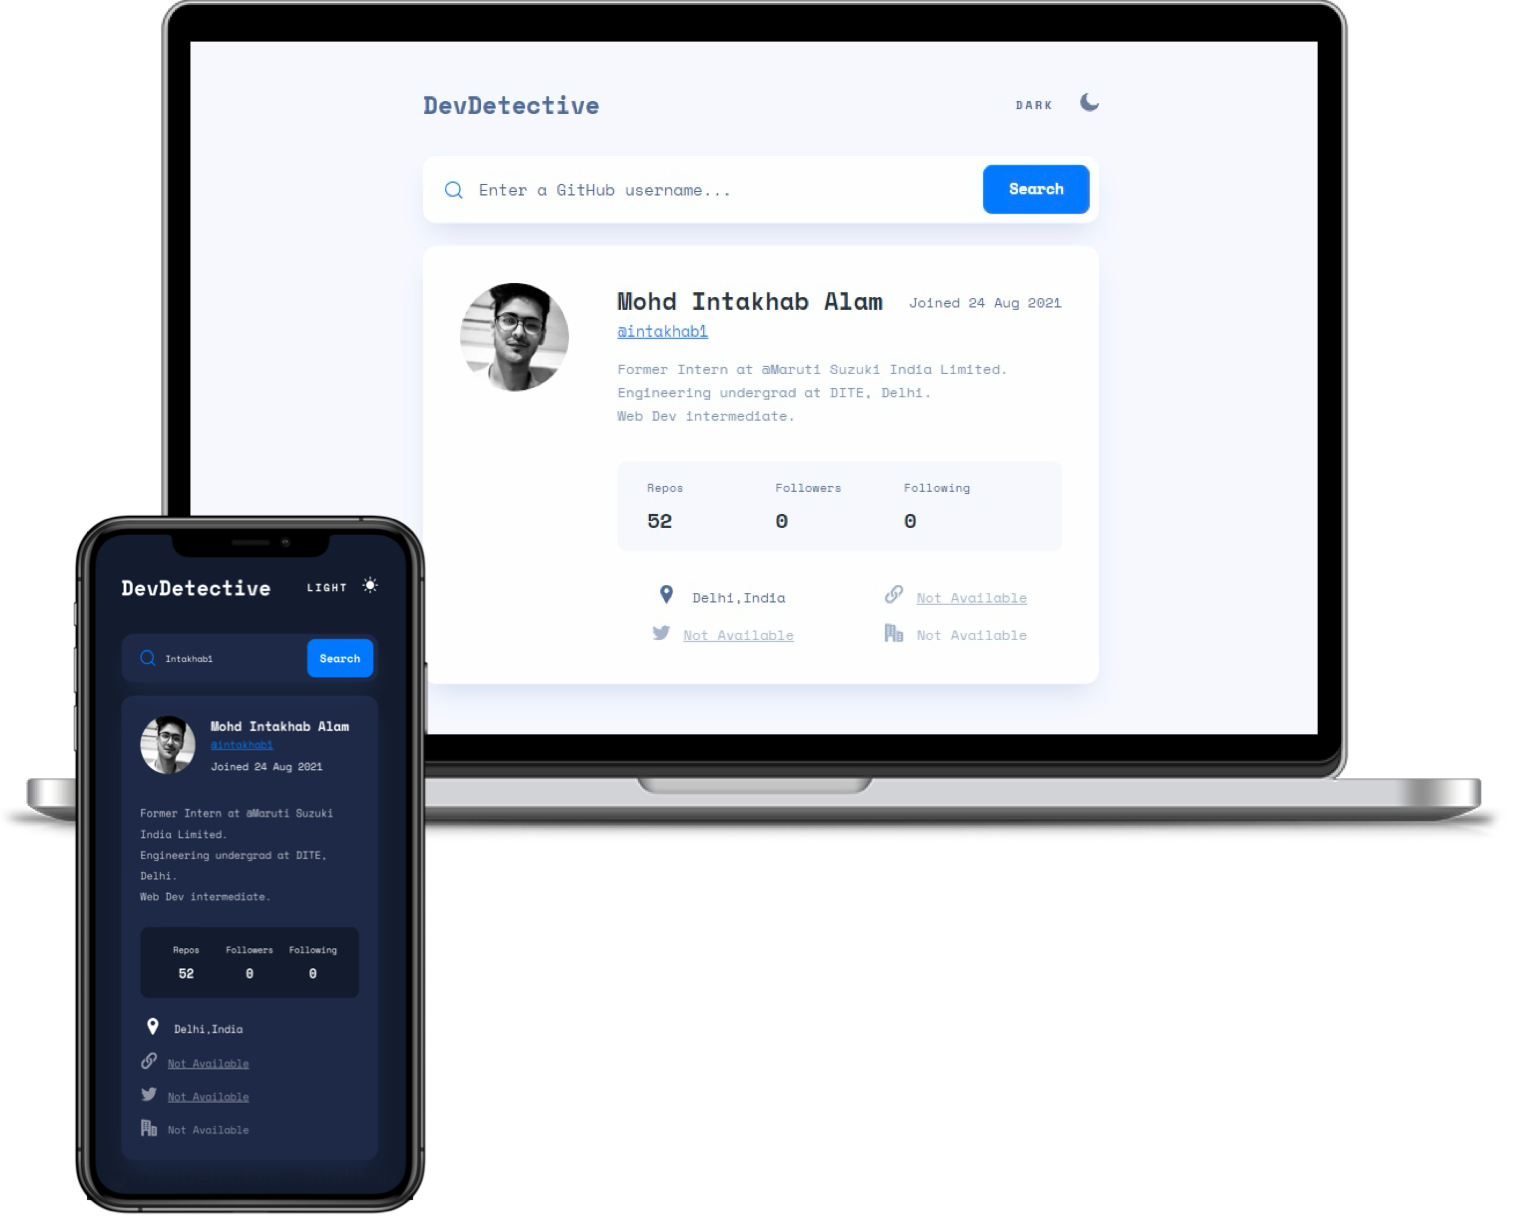 DevDetective
DARK
Enter a GitHub username...
Search
Mohd Intakhab Alam
Joined 24 Aug 2021
@intakhab1
Former Intern at @Maruti Suzuki India Limited.
Engineering undergrad at DITE, Delhi.
Web Dev intermediate.
Repos Followers Following
52 0 0
Delhi,India
Not Available
Not Available
Not Available
DevDetective
LIGHT
Intakhab1
Search
Mohd Intakhab Alam
@intakhab1
Joined 24 Aug 2021
Former Intern at @Maruti Suzuki
India Limited.
Engineering undergrad at DITE,
Delhi.
Web Dev intermediate.
Repos Followers Following
52 0 0
Delhi,India
Not Available
Not Available
Not Available